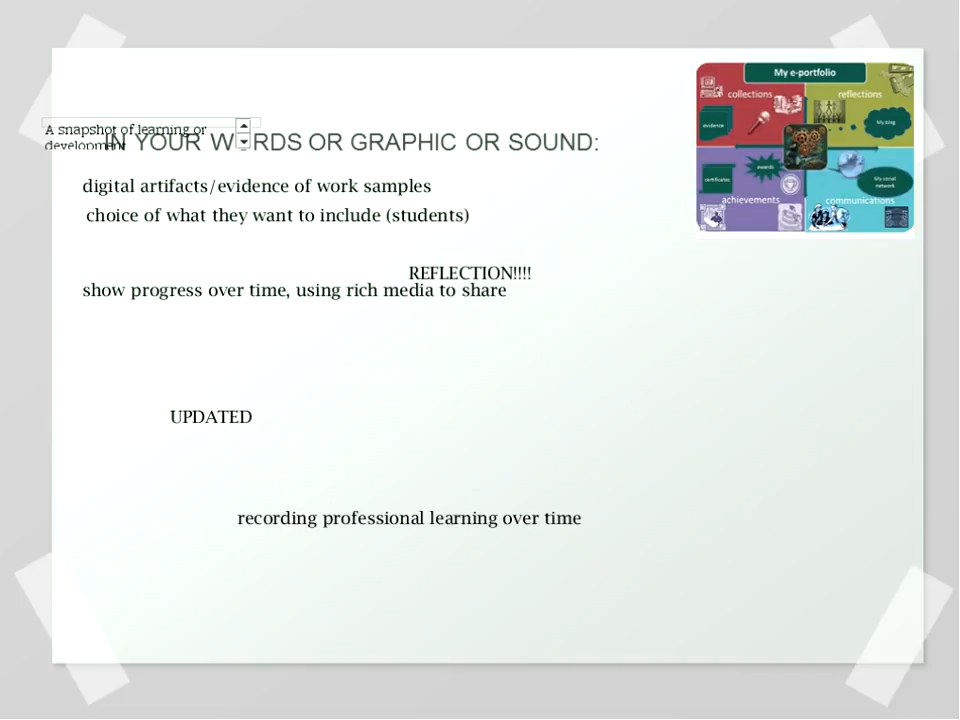 My e-portfolio
collections
reflections
evidence
My blog
awards
certificates
My social
network
achievements
communications
A snapshot of learning or
development
IN YOUR WORDS OR GRAPHIC OR SOUND:
digital artifacts/evidence of work samples
choice of what they want to include (students)
REFLECTION!!!!
show progress over time, using rich media to share
UPDATED
recording professional learning over time